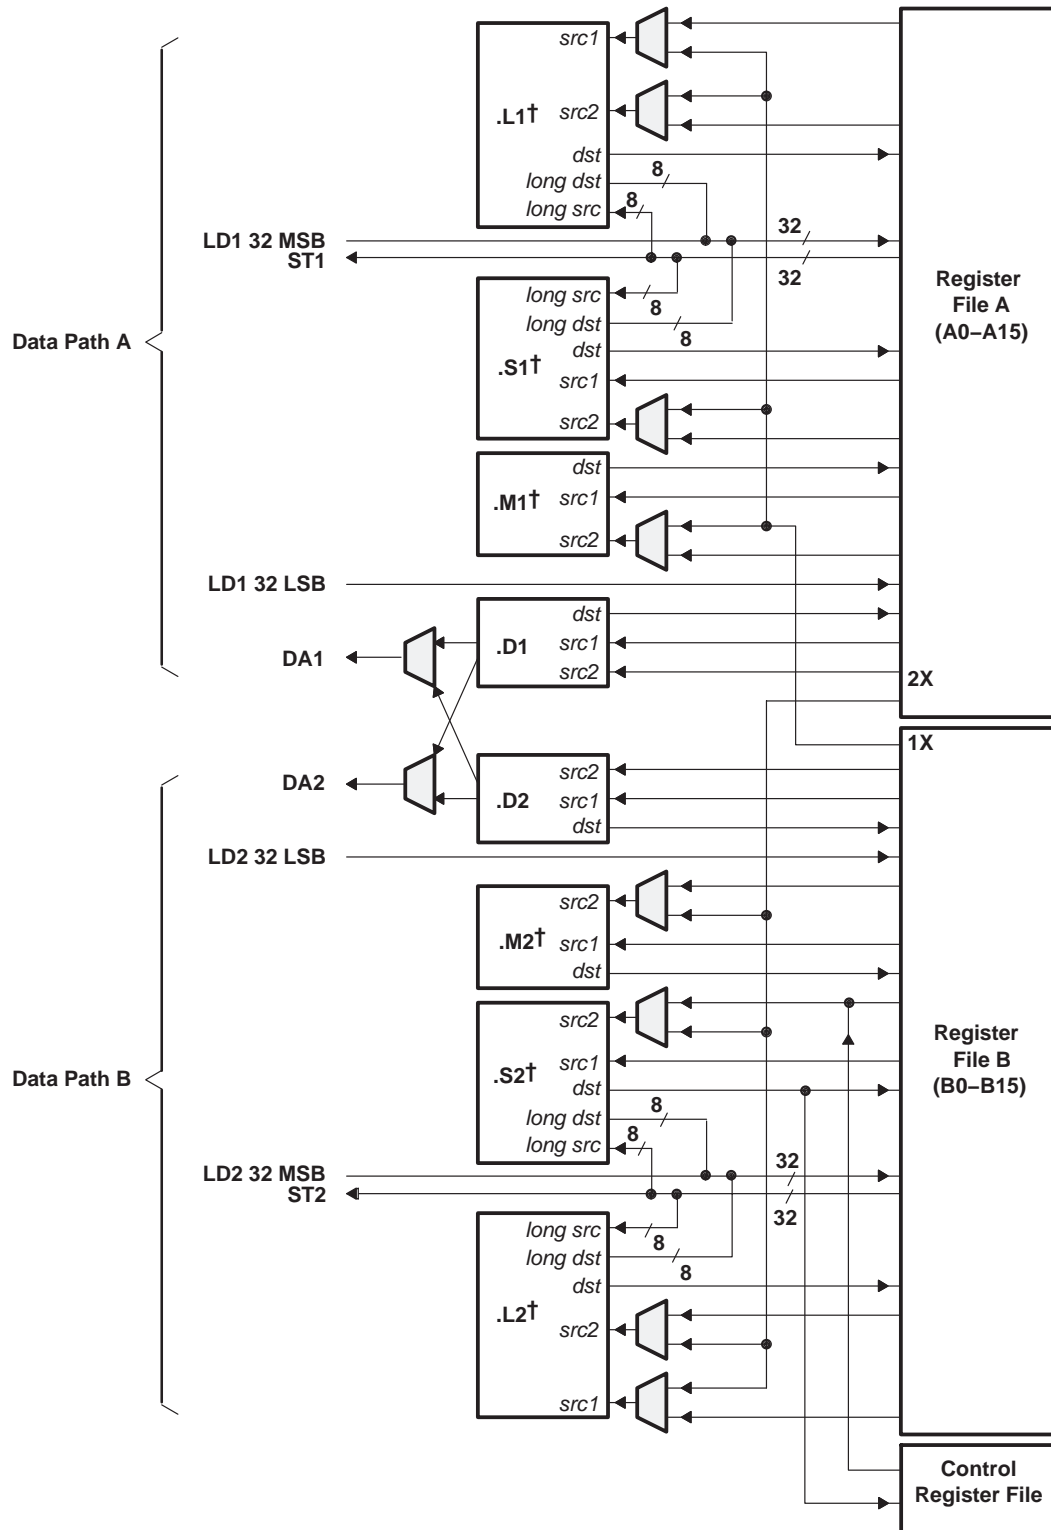 src1
.L1† src2
dst
8
long dst
8
long src
LD1 32 MSB
32
ST1
32
Register
File A
(A0–A15)
long src
8
long dst
8
Data Path A
dst
.S1†
src1
src2
dst
.M1† src1
src2
LD1 32 LSB
dst
.D1 src1
DA1
src2
2X
1X
DA2
src2
.D2 src1
dst
LD2 32 LSB
src2
.M2† src1
dst
src2
Register
File B
(B0–B15)
src1
.S2†
dst
Data Path B
8
long dst
8
long src
LD2 32 MSB
32
ST2
32
long src
8
long dst
8
dst
.L2†
src2
src1
Control
Register File